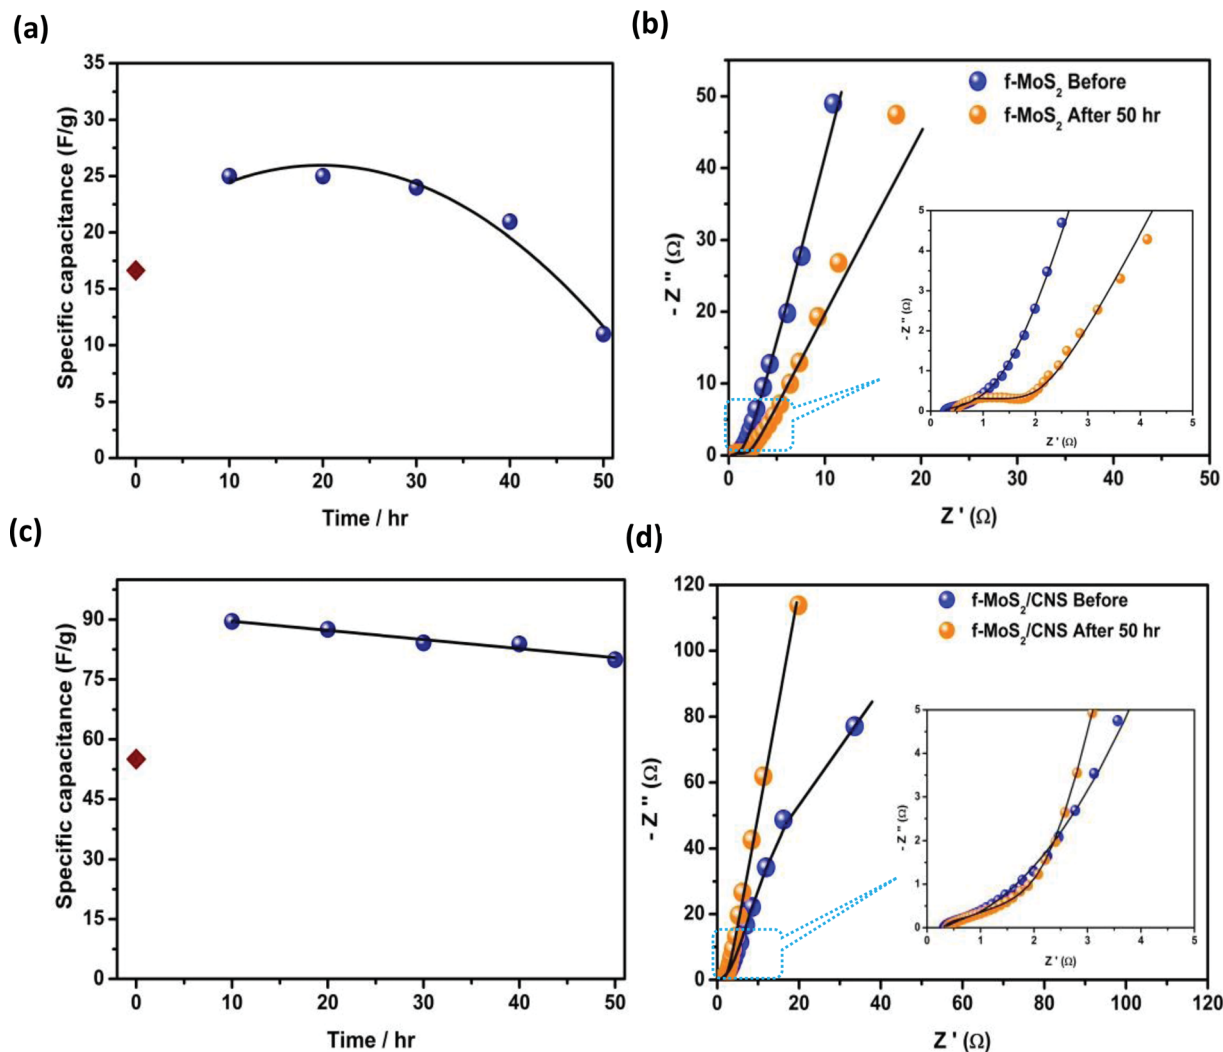 (a)
35
30
25
20
15
10
5
0
Specific capacitance (F/g)
0 10 20 30 40 50
Time / hr
(b)
50
40
30
20
10
0
- Z '' (Ω)
0 10 20 30 40 50
Z ' (Ω)
f-MoS2 Before
f-MoS2 After 50 hr
5
4
3
2
1
0
- Z '' (Ω)
0 1 2 3 4 5
Z ' (Ω)
(c)
90
75
60
45
30
15
0
Specific capacitance (F/g)
0 10 20 30 40 50
Time / hr
(d)
120
100
80
60
40
20
0
- Z '' (Ω)
0 20 40 60 80 100 120
Z ' (Ω)
f-MoS2/CNS Before
f-MoS2/CNS After 50 hr
5
4
3
2
1
0
- Z '' (Ω)
0 1 2 3 4 5
Z ' (Ω)